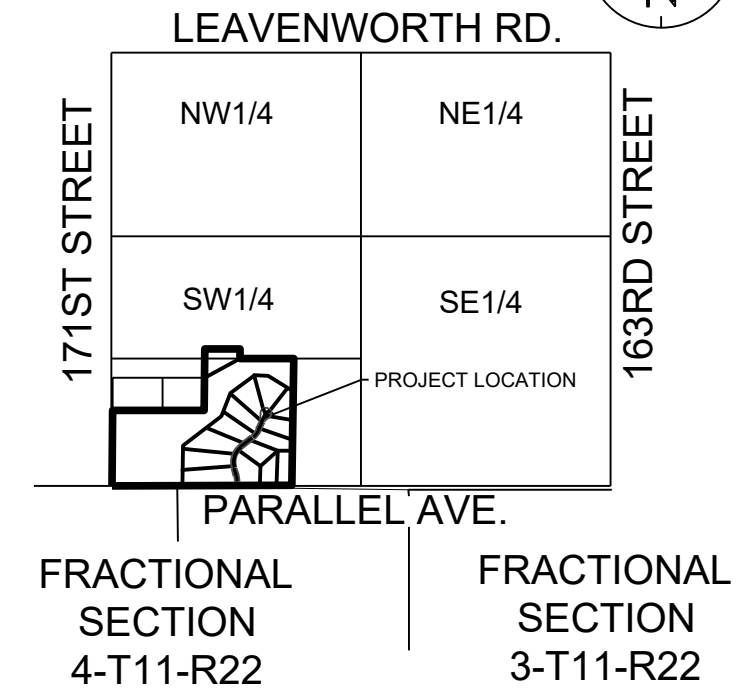 N
LEAVENWORTH RD.
171ST STREET
NW1/4
NE1/4
163RD STREET
SW1/4
SE1/4
PROJECT LOCATION
PARALLEL AVE.
FRACTIONAL
SECTION
4-T11-R22
FRACTIONAL
SECTION
3-T11-R22